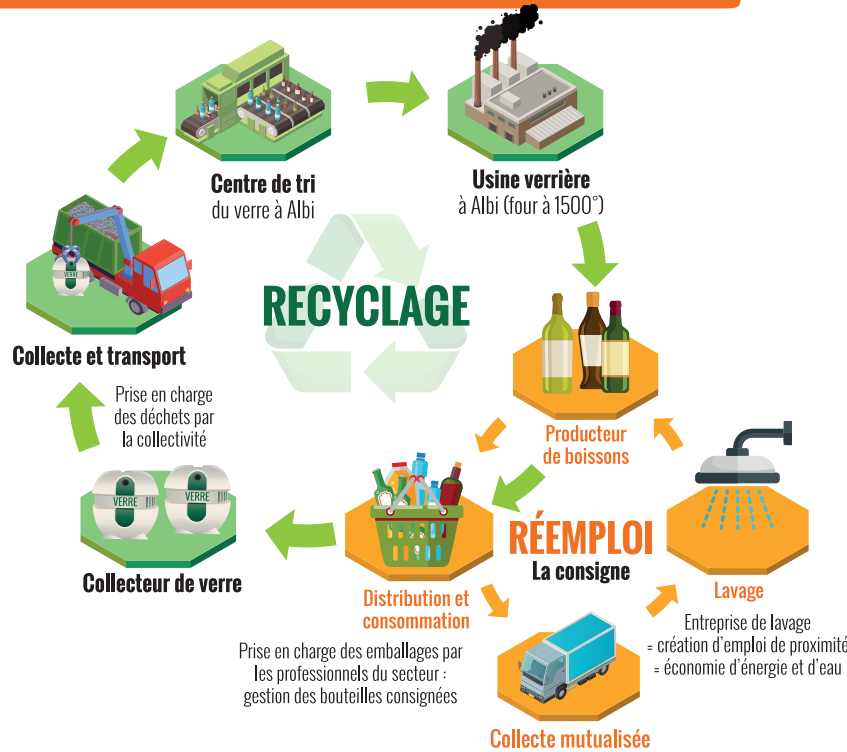 Centre de tri
du verre à Albi
Usine verrière
à Albi (four à 1500°)
VERRE
RECYCLAGE
Collecte et transport
Prise en charge
des déchets par
la collectivité
Producteur
de boissons
VERRE
VERRE
Collecteur de verre
RÉEMPLOI
La consigne
Distribution et
consommation
Lavage
Prise en charge des emballages par
les professionnels du secteur :
gestion des bouteilles consignées
Entreprise de lavage
= création d'emploi de proximité
= économie d'énergie et d'eau
Collecte mutualisée